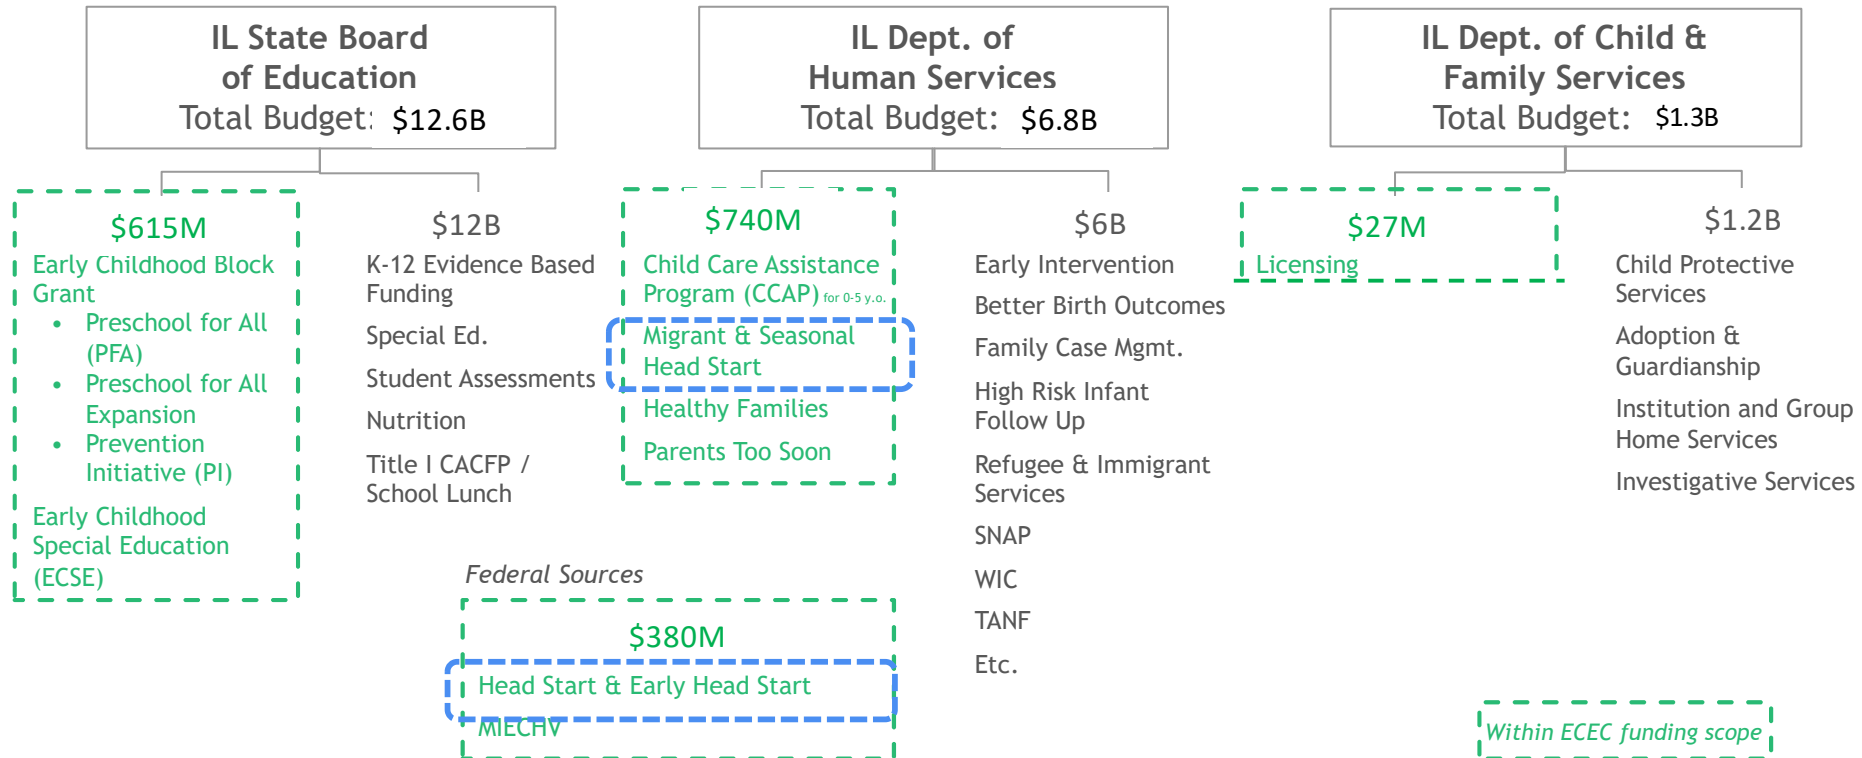 IL State Board
of Education
Total Budget: $12.6B
$615M
Early Childhood Block
Grant
• Preschool for All
(PFA)
• Preschool for All
Expansion
• Prevention
Initiative (PI)
Early Childhood
Special Education
(ECSE)
$12B
K-12 Evidence Based
Funding
Special Ed.
Student Assessments
Nutrition
Title I CACFP /
School Lunch
IL Dept. of
Human Services
Total Budget: $6.8B
$740M
Child Care Assistance
Program (CCAP) for 0-5 y.o.
Migrant & Seasonal
Head Start
Healthy Families
Parents Too Soon
$6B
Early Intervention
Better Birth Outcomes
Family Case Mgmt.
High Risk Infant
Follow Up
Refugee & Immigrant
Services
SNAP
WIC
TANF
Etc.
IL Dept. of Child &
Family Services
Total Budget: $1.3B
$27M
Licensing
$1.2B
Child Protective
Services
Adoption &
Guardianship
Institution and Group
Home Services
Investigative Services
Federal Sources
$380M
Head Start & Early Head Start
MIECHV
Within ECEC funding scope